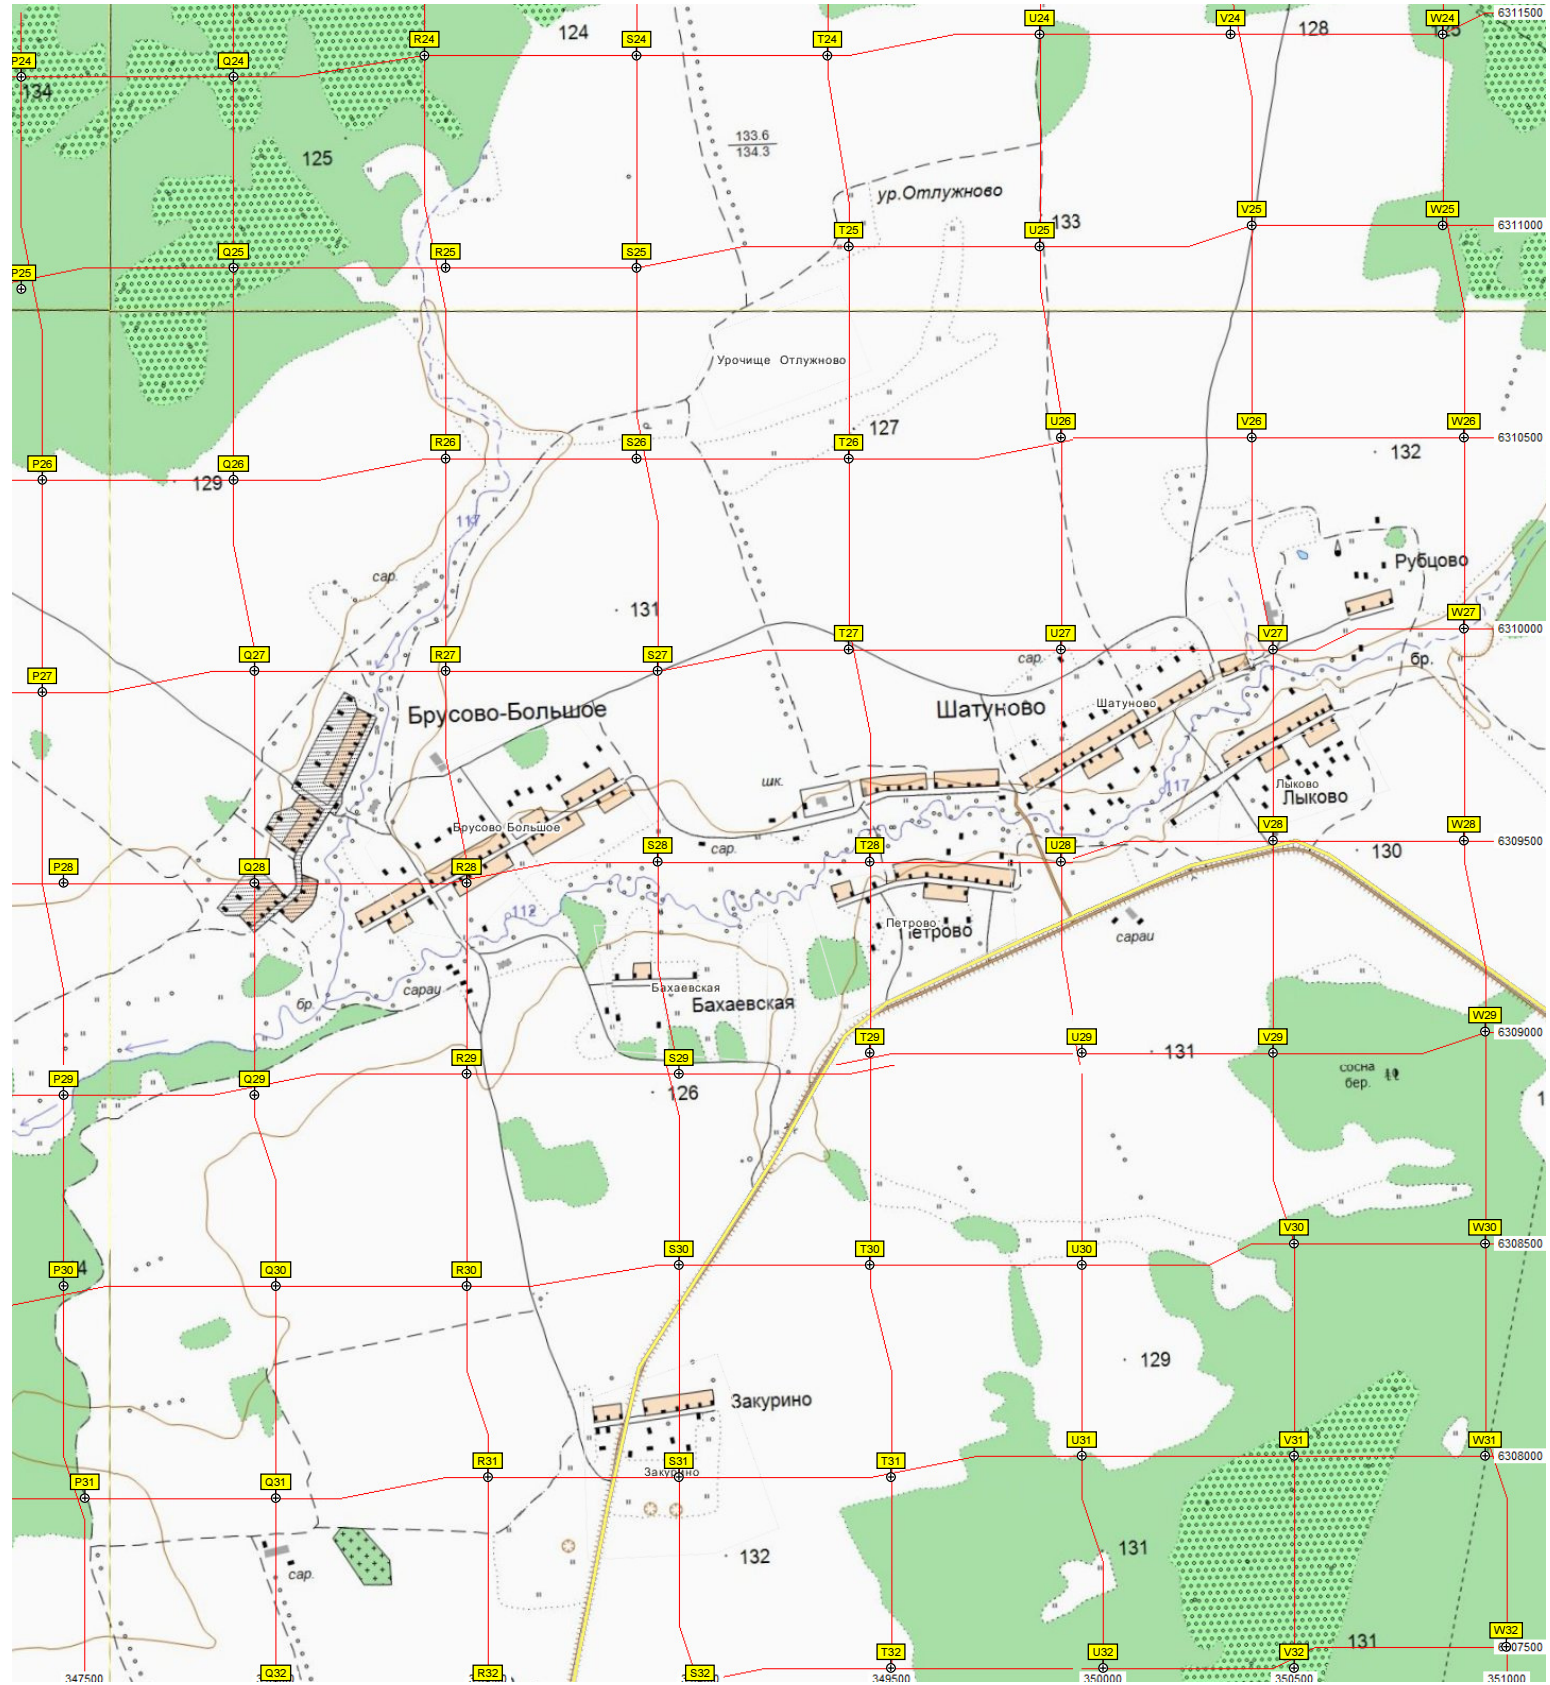 6311500
U24
V24
W24
124
128
R24
S24
T24
P24
Q24
134
133.6
134.3
125
ур.Отлужново
V25
W25
133
U25
6311000
T25
Q25
R25
S25
P25
Урочище Отлужново
U26
V26
W26
6310500
127
R26
S26
T26
132
P26
Q26
129
117
Рубцово
сар.
131
W27
6310000
T27
U27
V27
Q27
R27
S27
сар.
бр.
P27
Брусово-Большое
Шатуново
Шатуново
шк.
117
Лыково
Лыково
Брусово Большое
V28
W28
6309500
сар.
S28
T28
U28
130
P28
Q28
R28
112
Петрово
Петрово
сараи
сараи
Бахаевская
бр.
Бахаевская
W29
6309000
T29
U29
V29
131
R29
S29
сосна
бер.
P29
Q29
126
V30
W30
6308500
S30
T30
U30
P30
Q30
R30
129
Закурино
U31
V31
W31
6308000
R31
S31
T31
Закурино
P31
Q31
131
132
сар.
W32
131
T32
U32
V32
Q32
R32
S32
347500
349500
350000
350500
351000